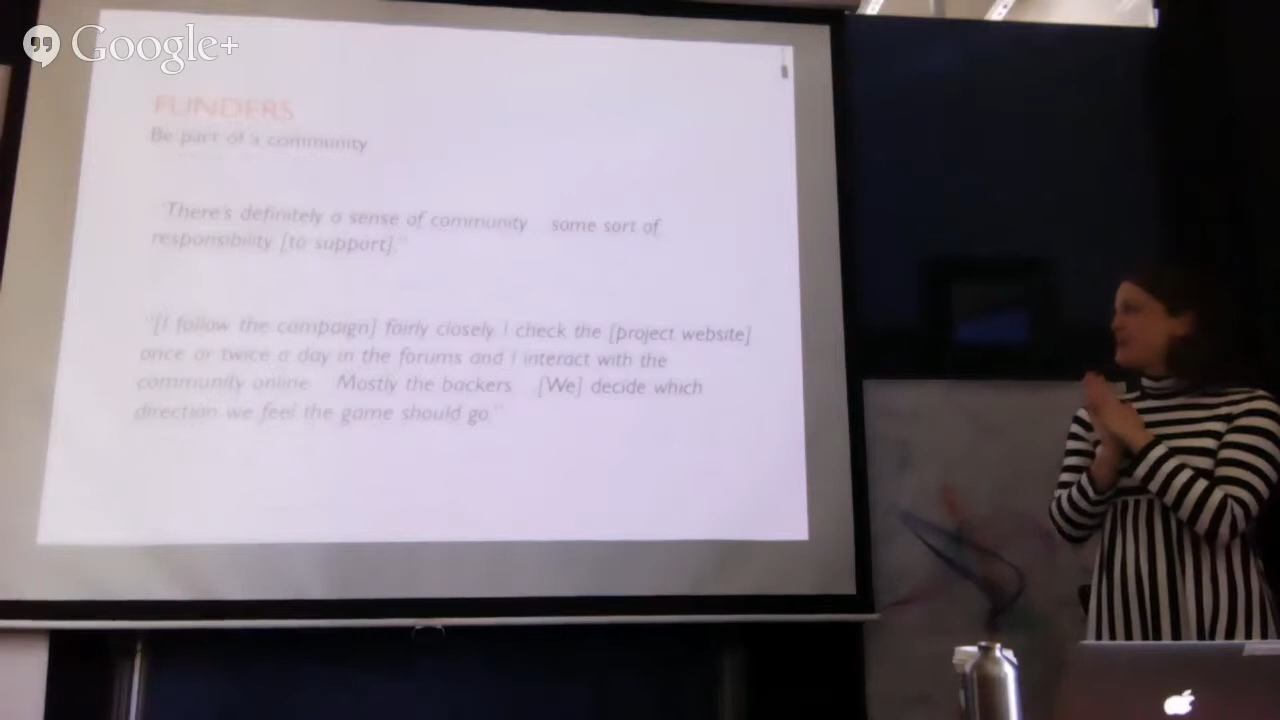 Google+
FUNDERS
Be part of a community
"There's definitely a sense of community some sort of
responsibility [to support]."
"[I follow the campaign] fairly closely I check the [project website]
once or twice a day in the forums and I interact with the
community online Mostly the backers [We] decide which
direction we feel the game should go"